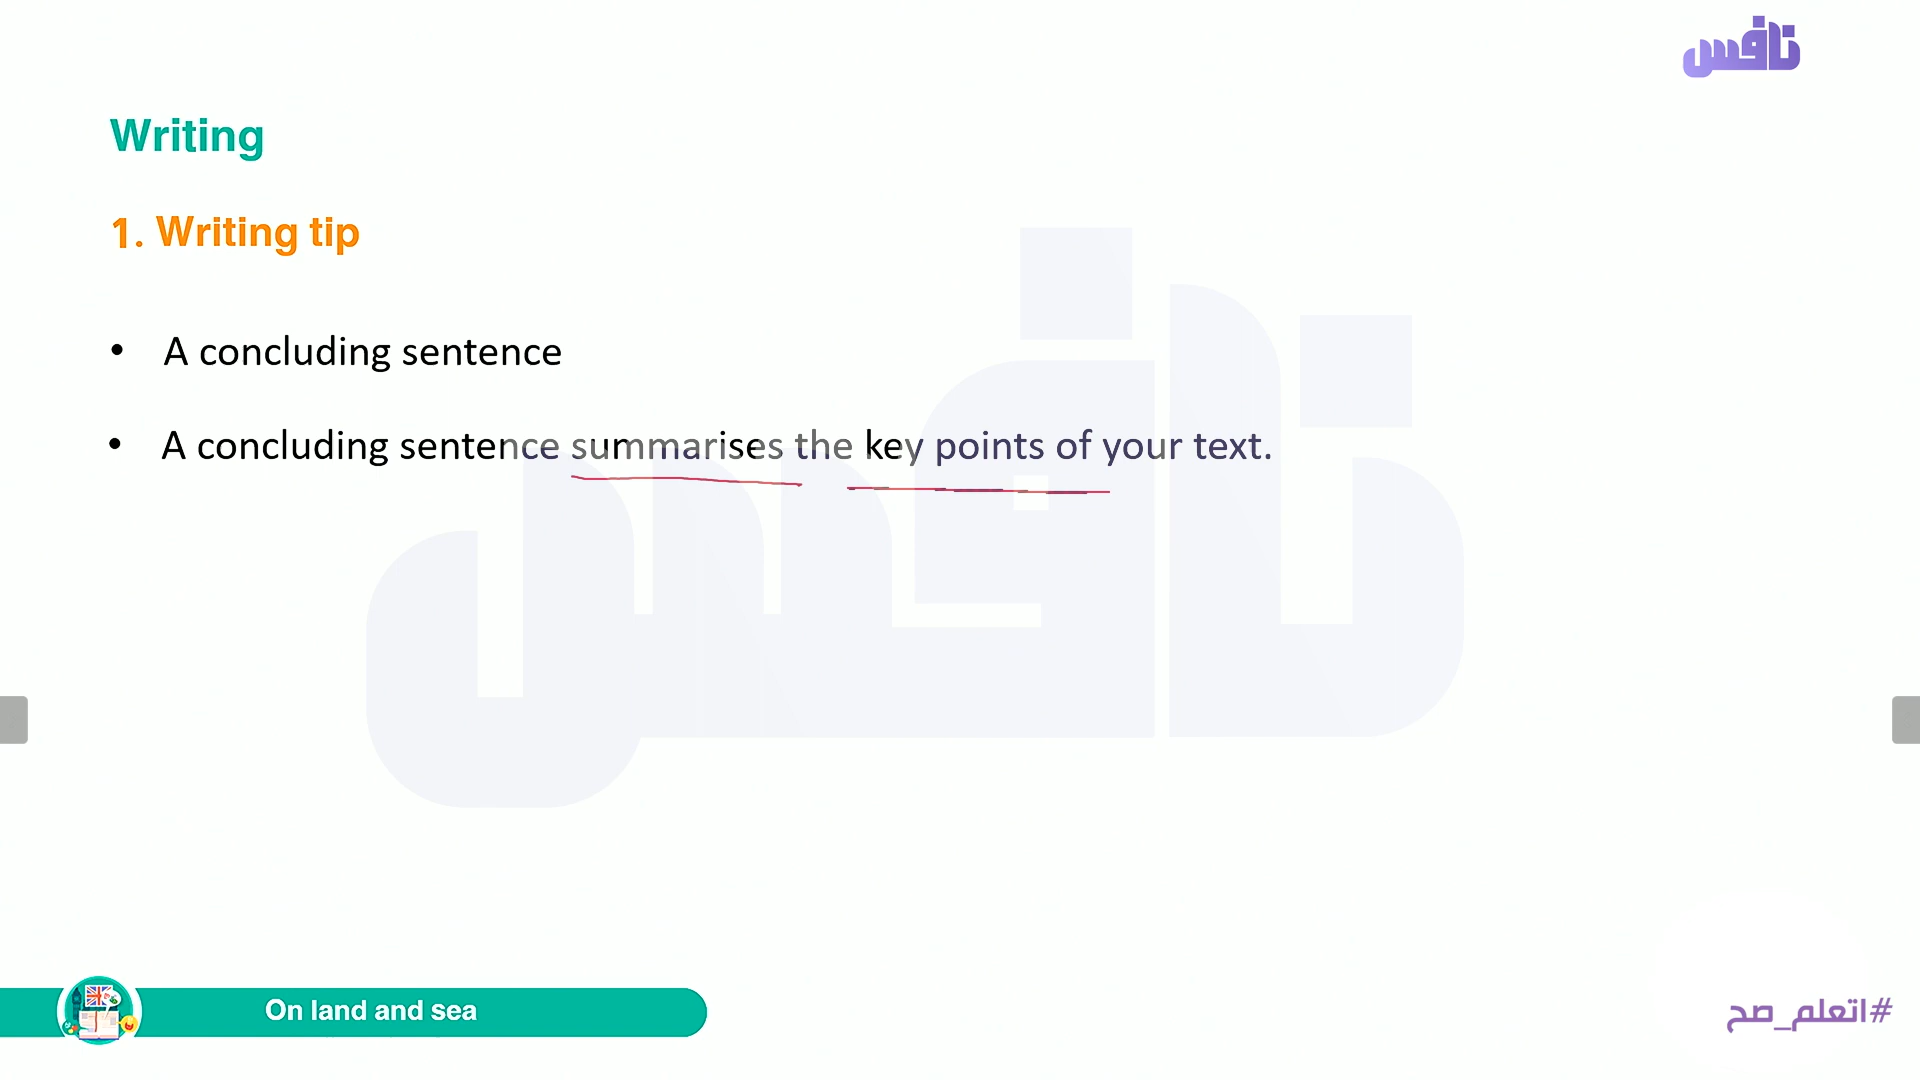 نافس
Writing
1. Writing tip
• A concluding sentence
• A concluding sentence summarises the key points of your text.
نافس
On land and sea
#اتعلم_صح